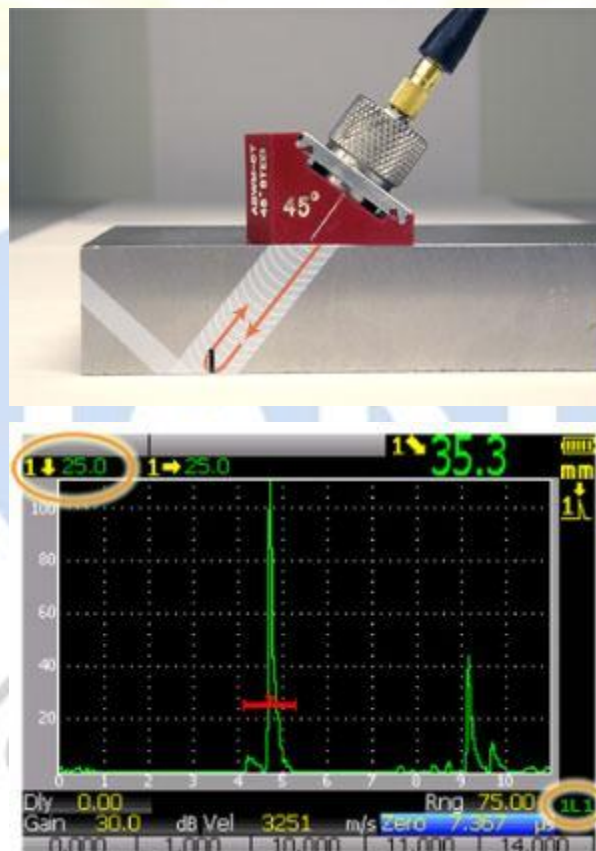 ABWM-5T
45° STEEL
45°
1 25.0
1 25.0
1 35.3
mm
1
100
80
60
40
20
0 1 2 3 4 5 6 7 8 9 10
Dly 0.00
Rng 75.00
1L1
Gain 30.0 dB
Vel 3251 m/s
Zero 7.367 µs
0.000 1.000 10.000 11.000 14.000